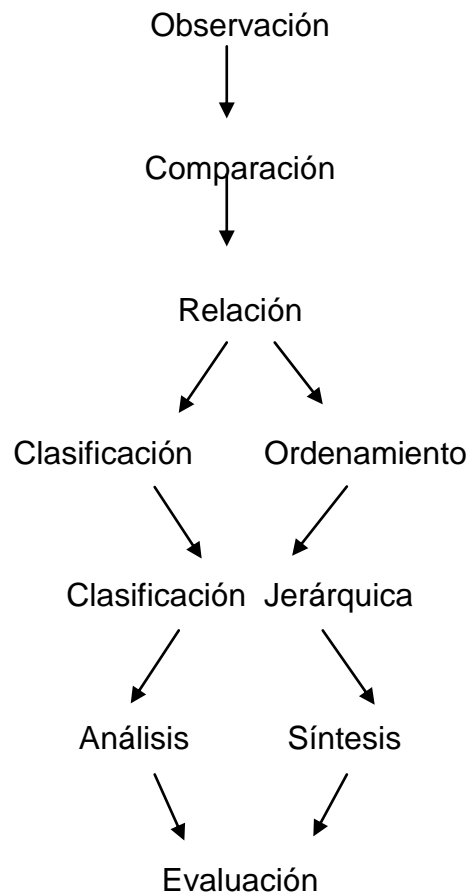 Observación
Comparación
Relación
Clasificación Ordenamiento
Clasificación Jerárquica
Análisis Síntesis
Evaluación